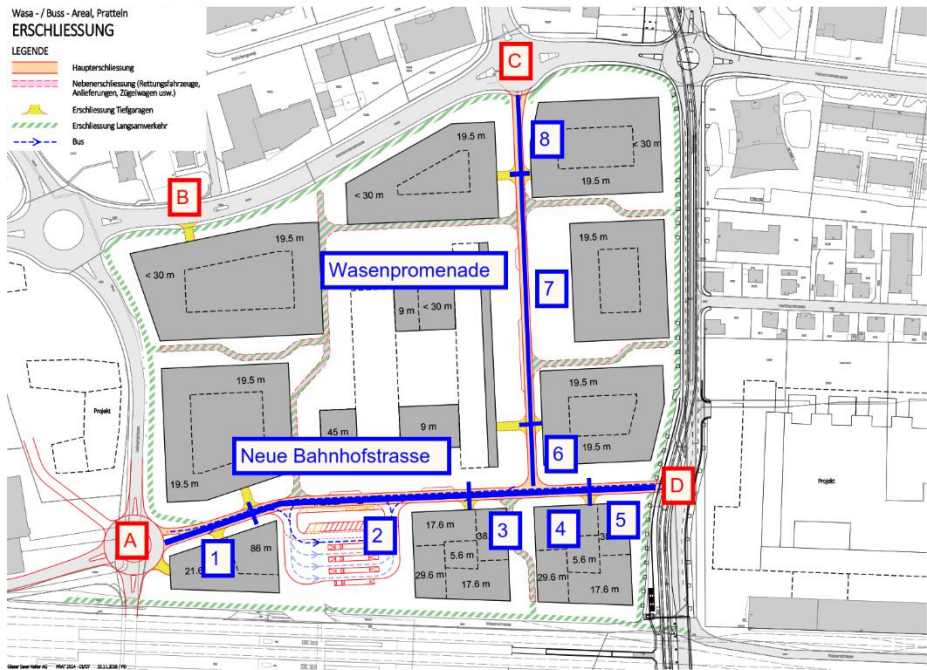 Wasa - / Buss - Areal, Pratteln
ERSCHLIESSUNG
LEGENDE
Haupterschliessung
Nebenerschliessung (Rettungsfahrzeuge,
Anlieferungen, Zügelwagen usw.)
Erschliessung Tiefgaragen
Erschliessung Langsamverkehr
Bus
C
8
19.5 m
< 30 m
< 30 m
19.5 m
B
19.5 m
< 30 m
19.5 m
Wasenpromenade
7
9 m
< 30 m
19.5 m
19.5 m
45 m
9 m
19.5 m
19.5 m
6
Neue Bahnhofstrasse
D
A
1
2
3
4
5
86 m
21.6
17.6 m
38.
5.6 m
29.6 m
17.6 m
17.6 m
5.6 m
29.6 m
17.6 m
Projekt
Projekt